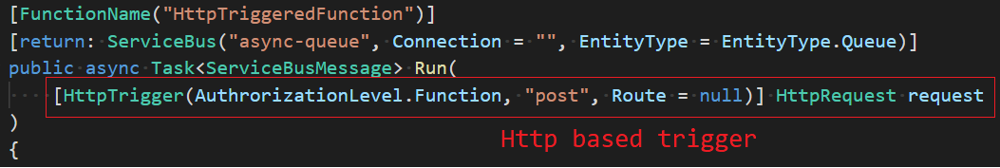 [FunctionName("HttpTriggeredFunction")]
[return: ServiceBus("async-queue", Connection = "", EntityType = EntityType.Queue)]
public async Task<ServiceBusMessage> Run(
[HttpTrigger(AuthrorizationLevel.Function, "post", Route = null)] HttpRequest request
)
Http based trigger
{